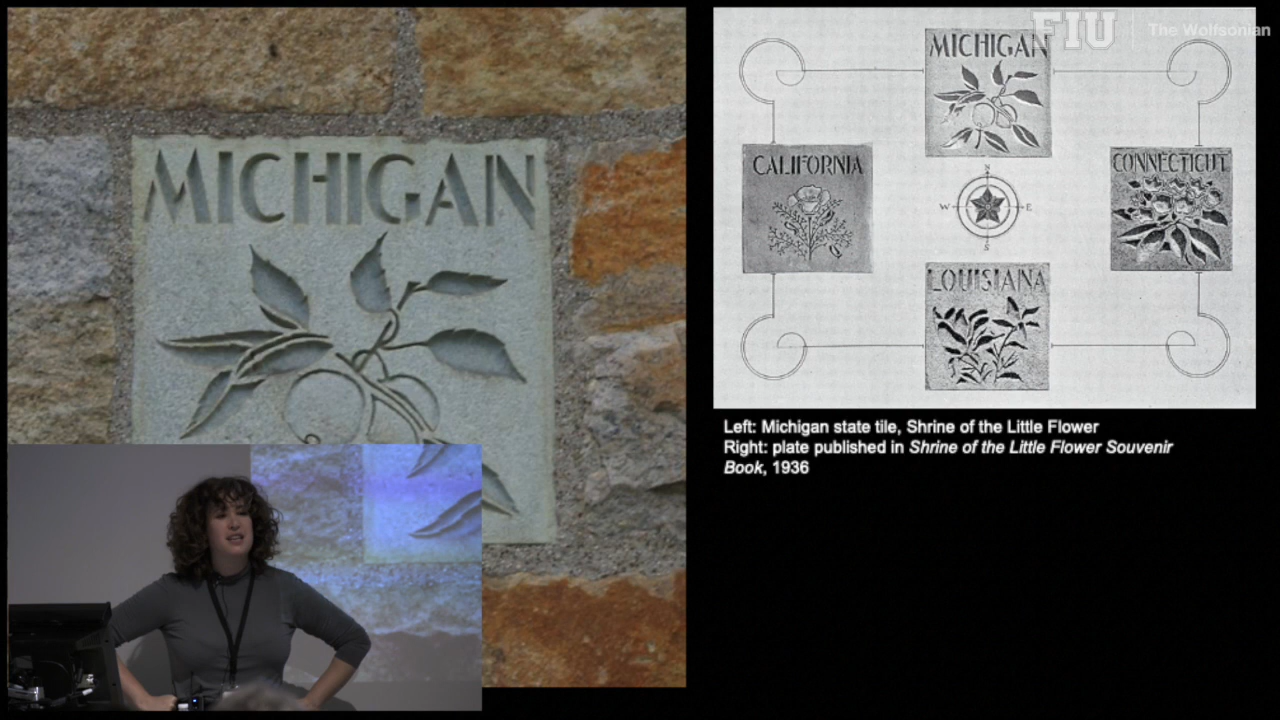 MICHIGAN
MICHIGAN
FIU
The Wolfsonian
CALIFORNIA
CONNECTICUT
N
W
E
S
LOUISIANA
Left: Michigan state tile, Shrine of the Little Flower
Right: plate published in Shrine of the Little Flower Souvenir
Book, 1936